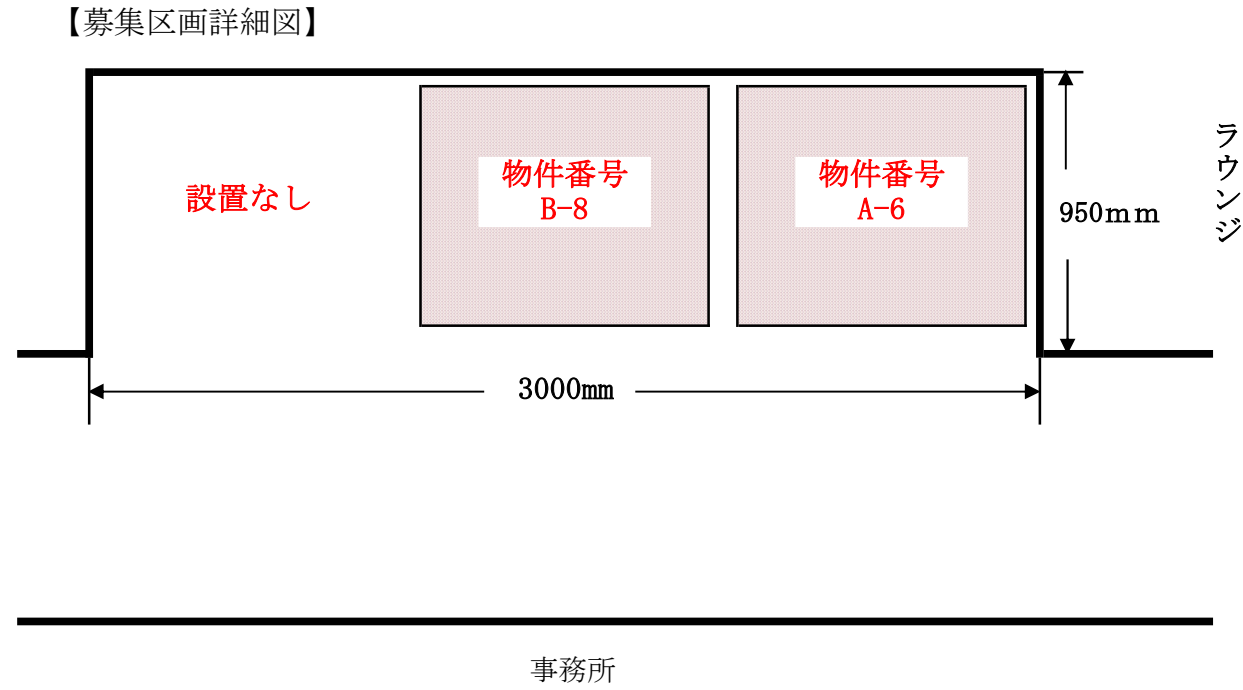 【募集区画詳細図】
設置なし
物件番号
B-8
物件番号
A-6
950mm
ラウンジ
3000mm
事務所